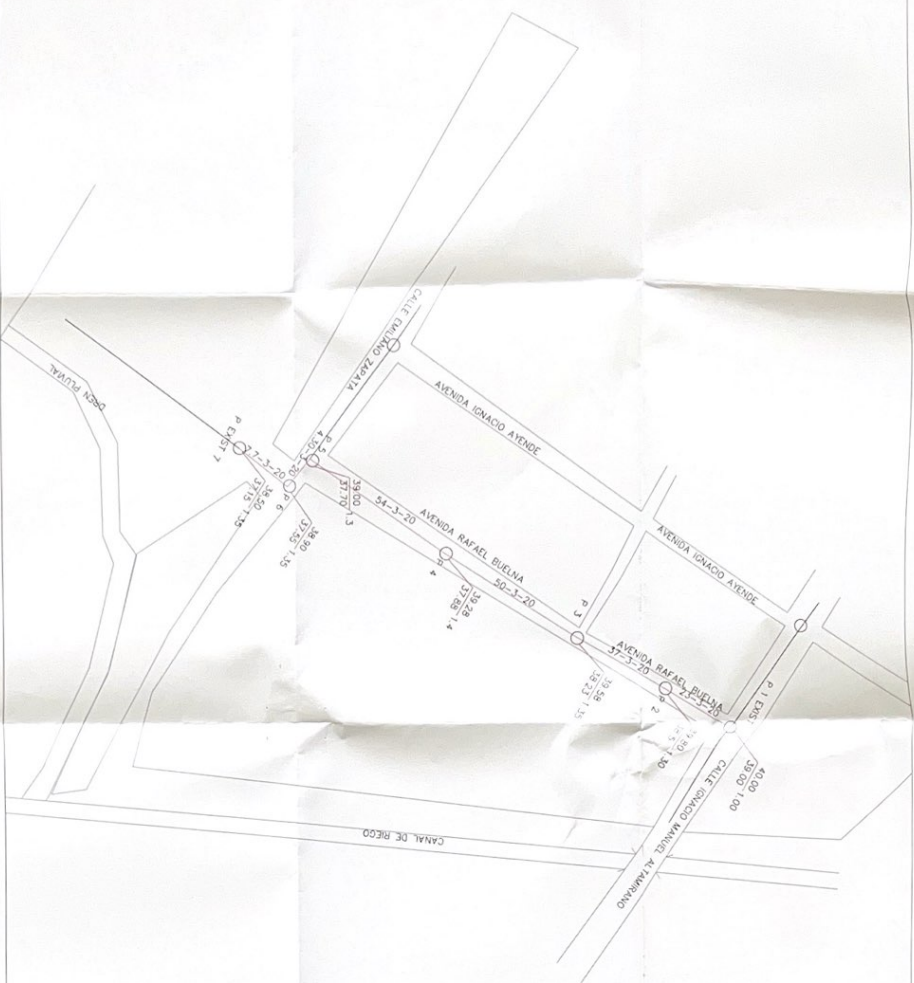 CALLE EMILIANO ZAPATA
AVENIDA IGNACIO AYENDE
DREN PLUVIAL
P EXIST 7
7-3-20
38.50
37.15 1.35
P 6
38.90
37.55 1.35
P 5
39.00
37.70 1.3
54-3-20
AVENIDA RAFAEL BUELNA
P 4
39.28
37.88 1.4
50-3-20
AVENIDA IGNACIO AYENDE
P 3
39.58
38.23 1.35
AVENIDA RAFAEL BUELNA
37-3-20
P 2
39.80
1.30
23-3-20
P 1 EXIST
40.00
39.00 1.00
CALLE IGNACIO MANUEL ALTAMIRANO
CANAL DE RIEGO